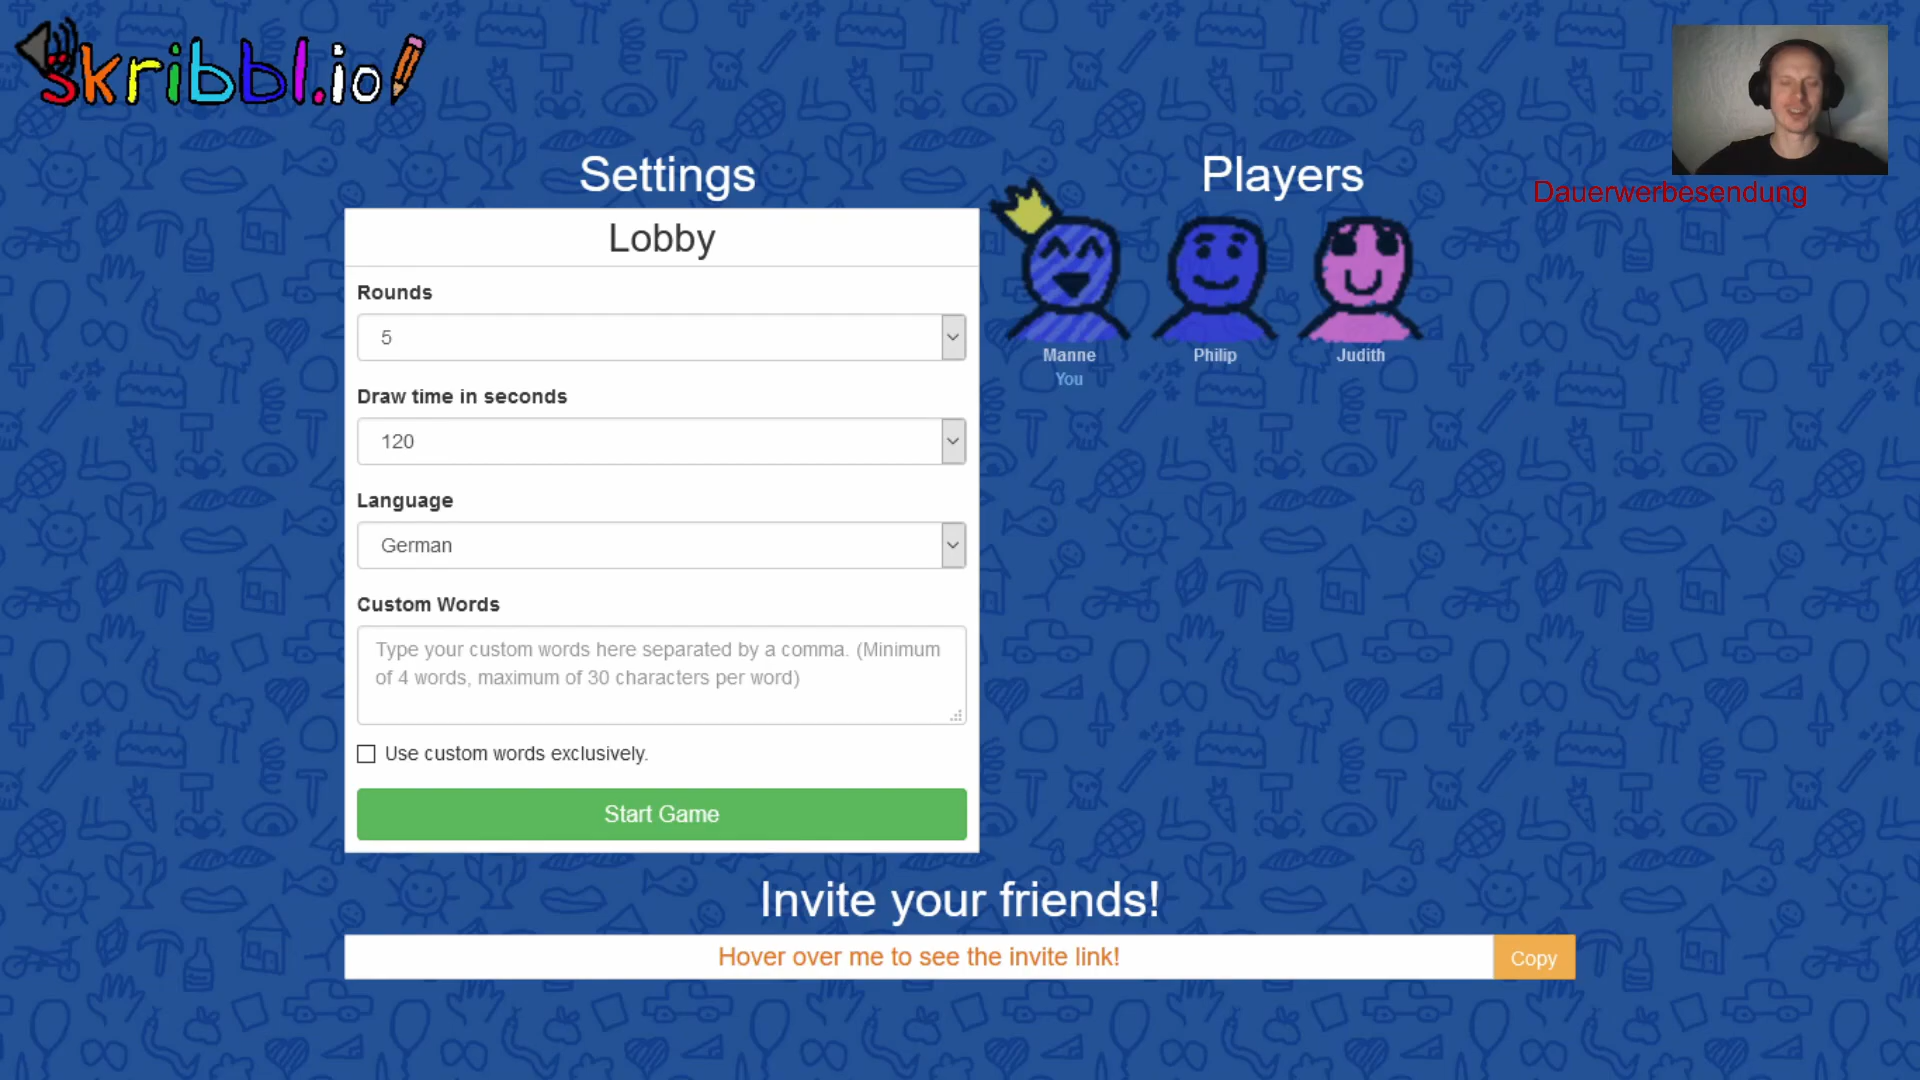 skribbl.io
Settings
Players
Dauerwerbesendung
Lobby
Rounds
5
Manne
Philip
Judith
You
Draw time in seconds
120
Language
German
Custom Words
Type your custom words here separated by a comma. (Minimum
of 4 words, maximum of 30 characters per word)
Use custom words exclusively.
Start Game
Invite your friends!
Hover over me to see the invite link!
Copy